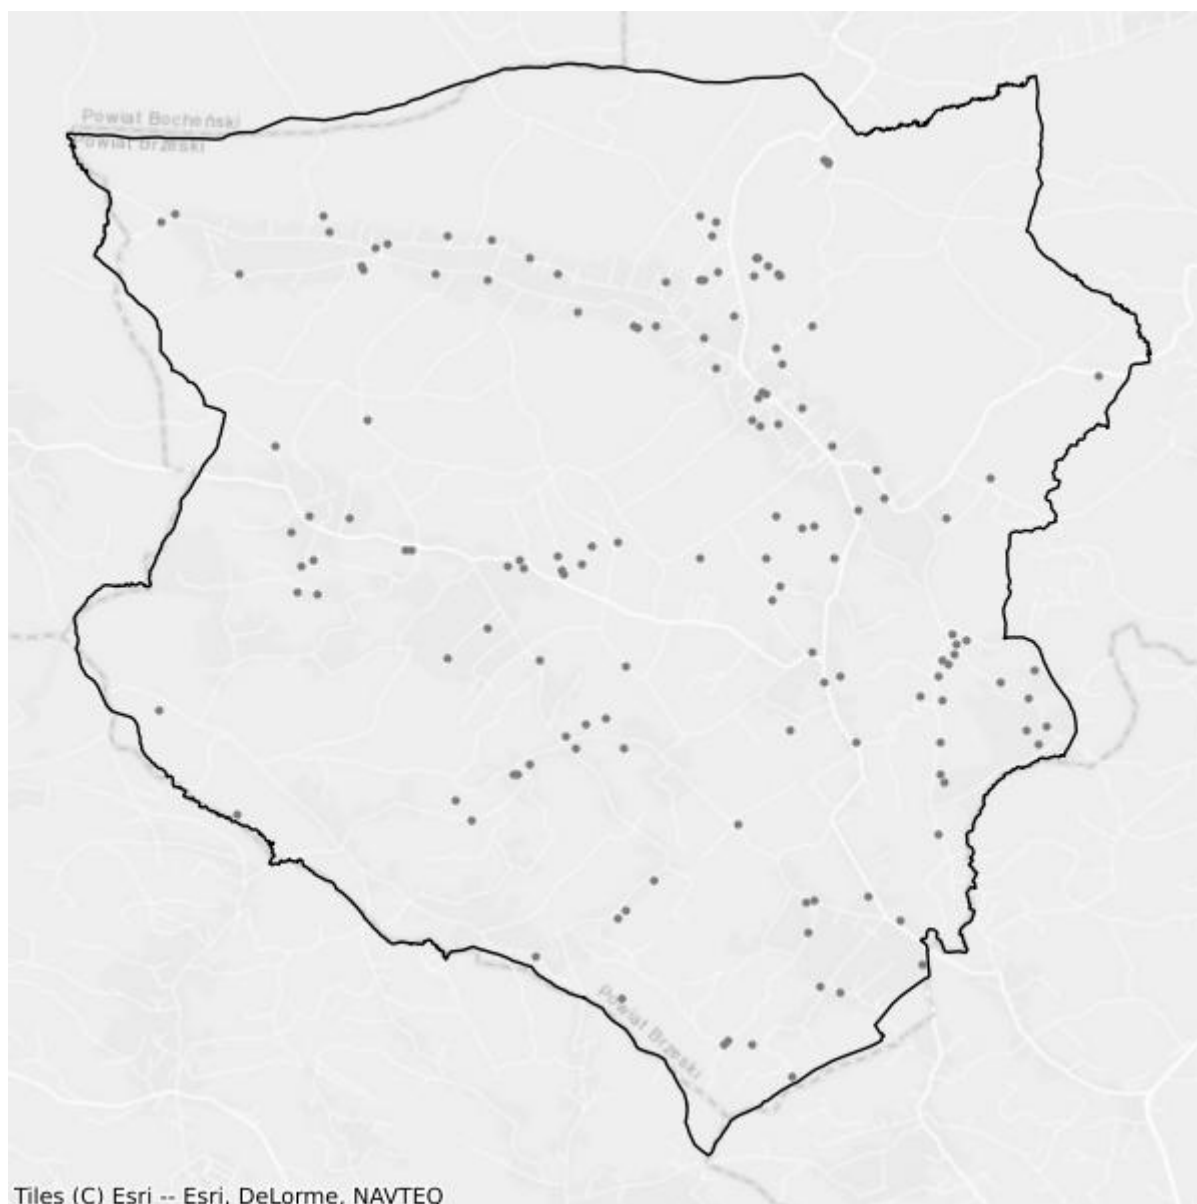 Powiat Bocheński
Powiat Brzeski
Powiat Brzeski
Tiles (C) Esri -- Esri, DeLorme, NAVTEQ